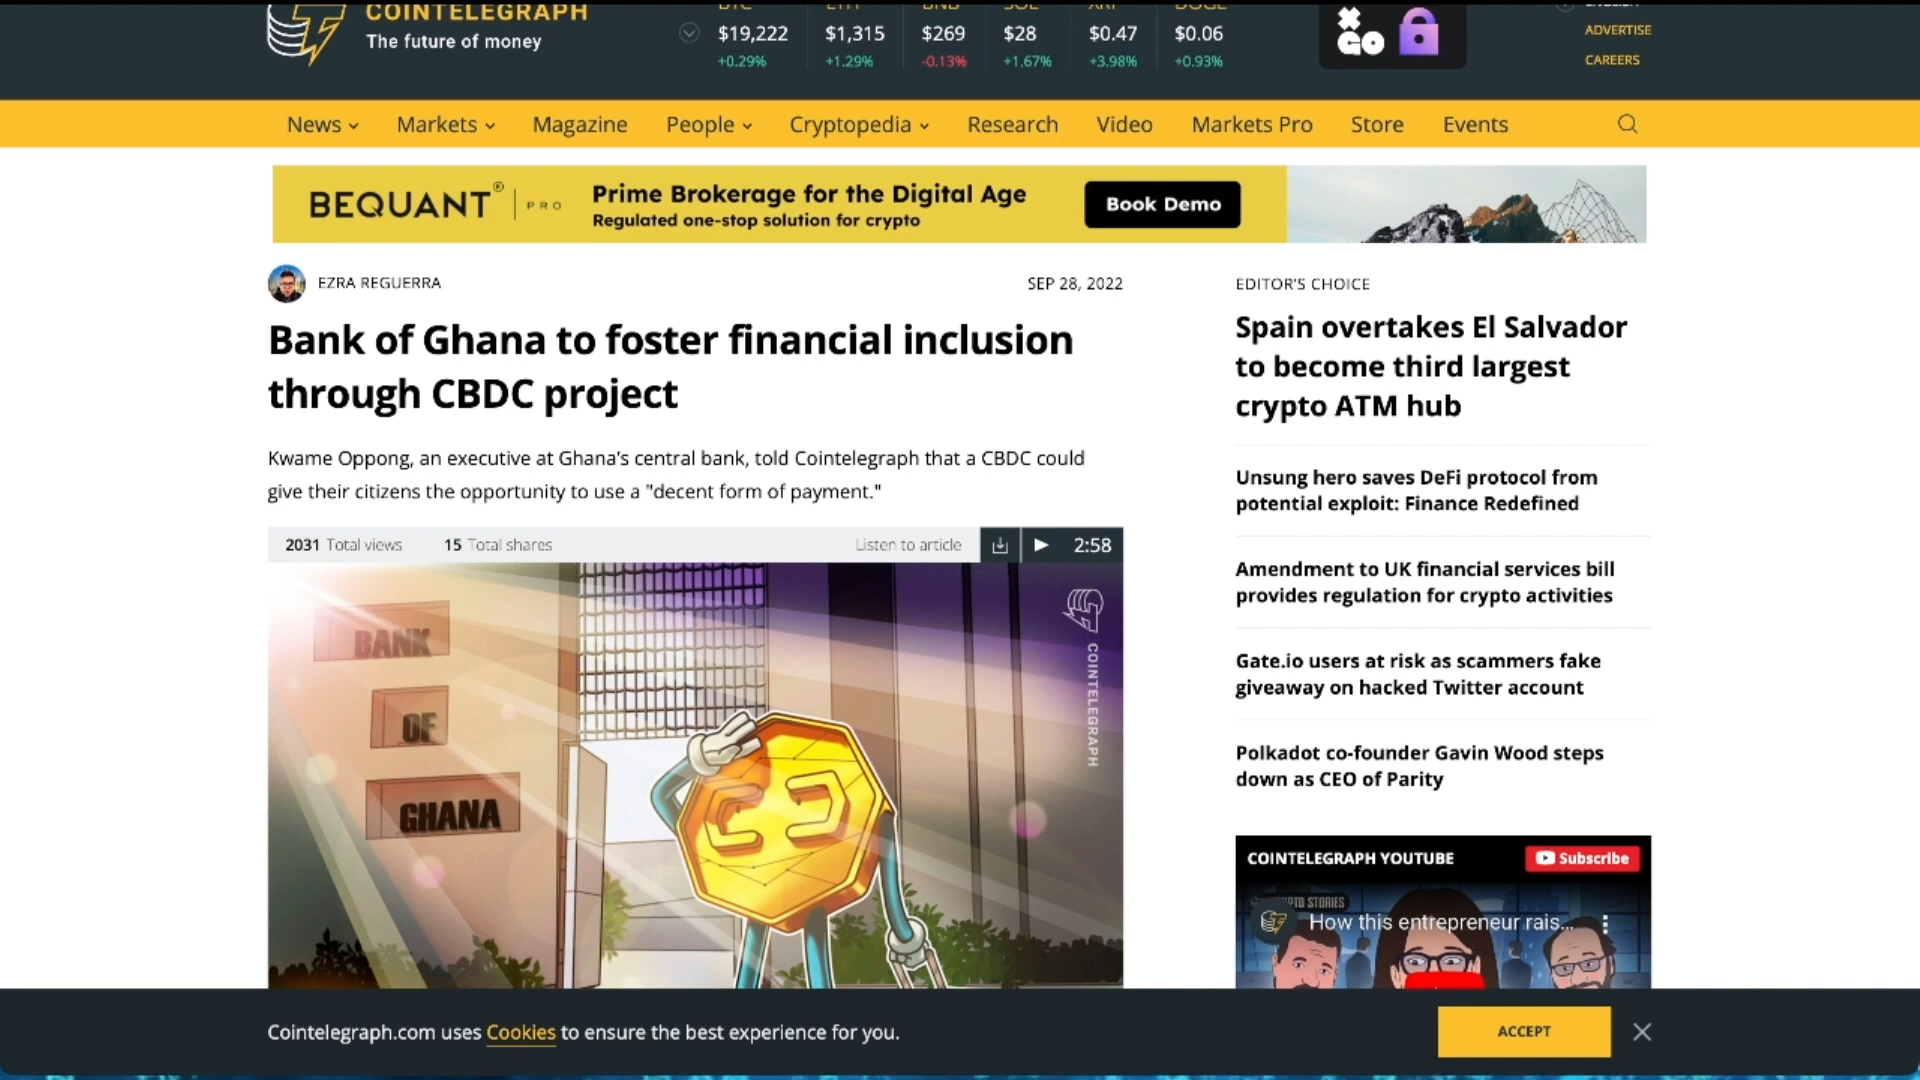 COINTELEGRAPH
The future of money
BTC ETH BNB SOL XRP DOGE
$19,222 $1,315 $269 $28 $0.47 $0.06
+0.29% +1.29% -0.13% +1.67% +3.98% +0.93%
GO
ENGLISH
ADVERTISE
CAREERS
News Markets Magazine People Cryptopedia Research Video Markets Pro Store Events
BEQUANT® | PRO
Prime Brokerage for the Digital Age
Regulated one-stop solution for crypto
Book Demo
EZRA REGUERRA
SEP 28, 2022
Bank of Ghana to foster financial inclusion
through CBDC project
Kwame Oppong, an executive at Ghana's central bank, told Cointelegraph that a CBDC could
give their citizens the opportunity to use a "decent form of payment."
2031 Total views 15 Total shares Listen to article 2:58
BANK
OF
GHANA
COINTELEGRAPH
EDITOR'S CHOICE
Spain overtakes El Salvador
to become third largest
crypto ATM hub
Unsung hero saves DeFi protocol from
potential exploit: Finance Redefined
Amendment to UK financial services bill
provides regulation for crypto activities
Gate.io users at risk as scammers fake
giveaway on hacked Twitter account
Polkadot co-founder Gavin Wood steps
down as CEO of Parity
COINTELEGRAPH YOUTUBE
Subscribe
STORIES
How this entrepreneur rais...
Cointelegraph.com uses Cookies to ensure the best experience for you.
ACCEPT